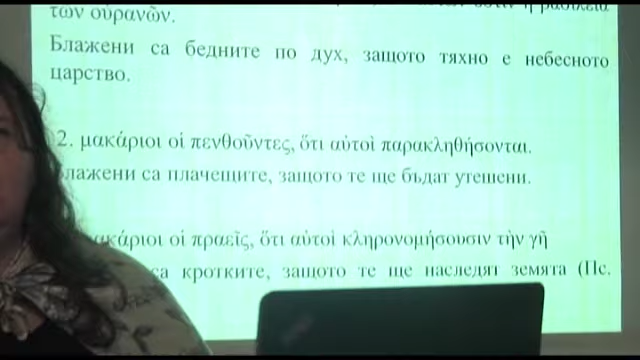 ἡ βασιλεία
τῶν οὐρανῶν.
Блажени са бедните по дух, защото тяхно е небесното
царство.
2. μακάριοι οἱ πενθοῦντες, ὅτι αὐτοὶ παρακληθήσονται.
лажени са плачещите, защото те ще бъдат утешени.
ακάριοι οἱ πραεῖς, ὅτι αὐτοὶ κληρονομήσουσιν τὴν γῆ
са кротките, защото те ще наследят земята (Пс.